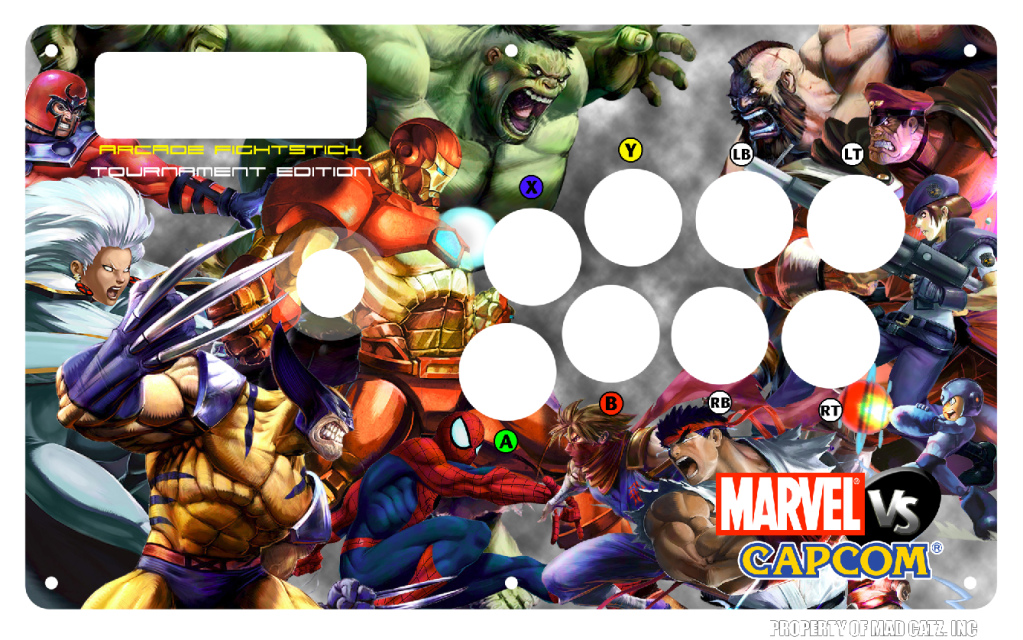 ARCADE FIGHTSTICK
TOURNAMENT EDITION
Y
LB
LT
X
B
RB
RT
A
MARVEL® VS
CAPCOM®
PROPERTY OF MAD CATZ. INC